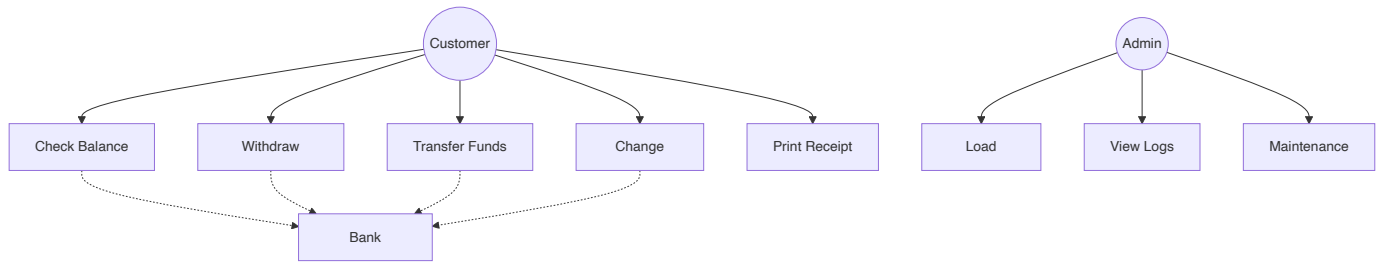 Customer
Admin
Check Balance
Withdraw
Transfer Funds
Change
Print Receipt
Load
View Logs
Maintenance
Bank